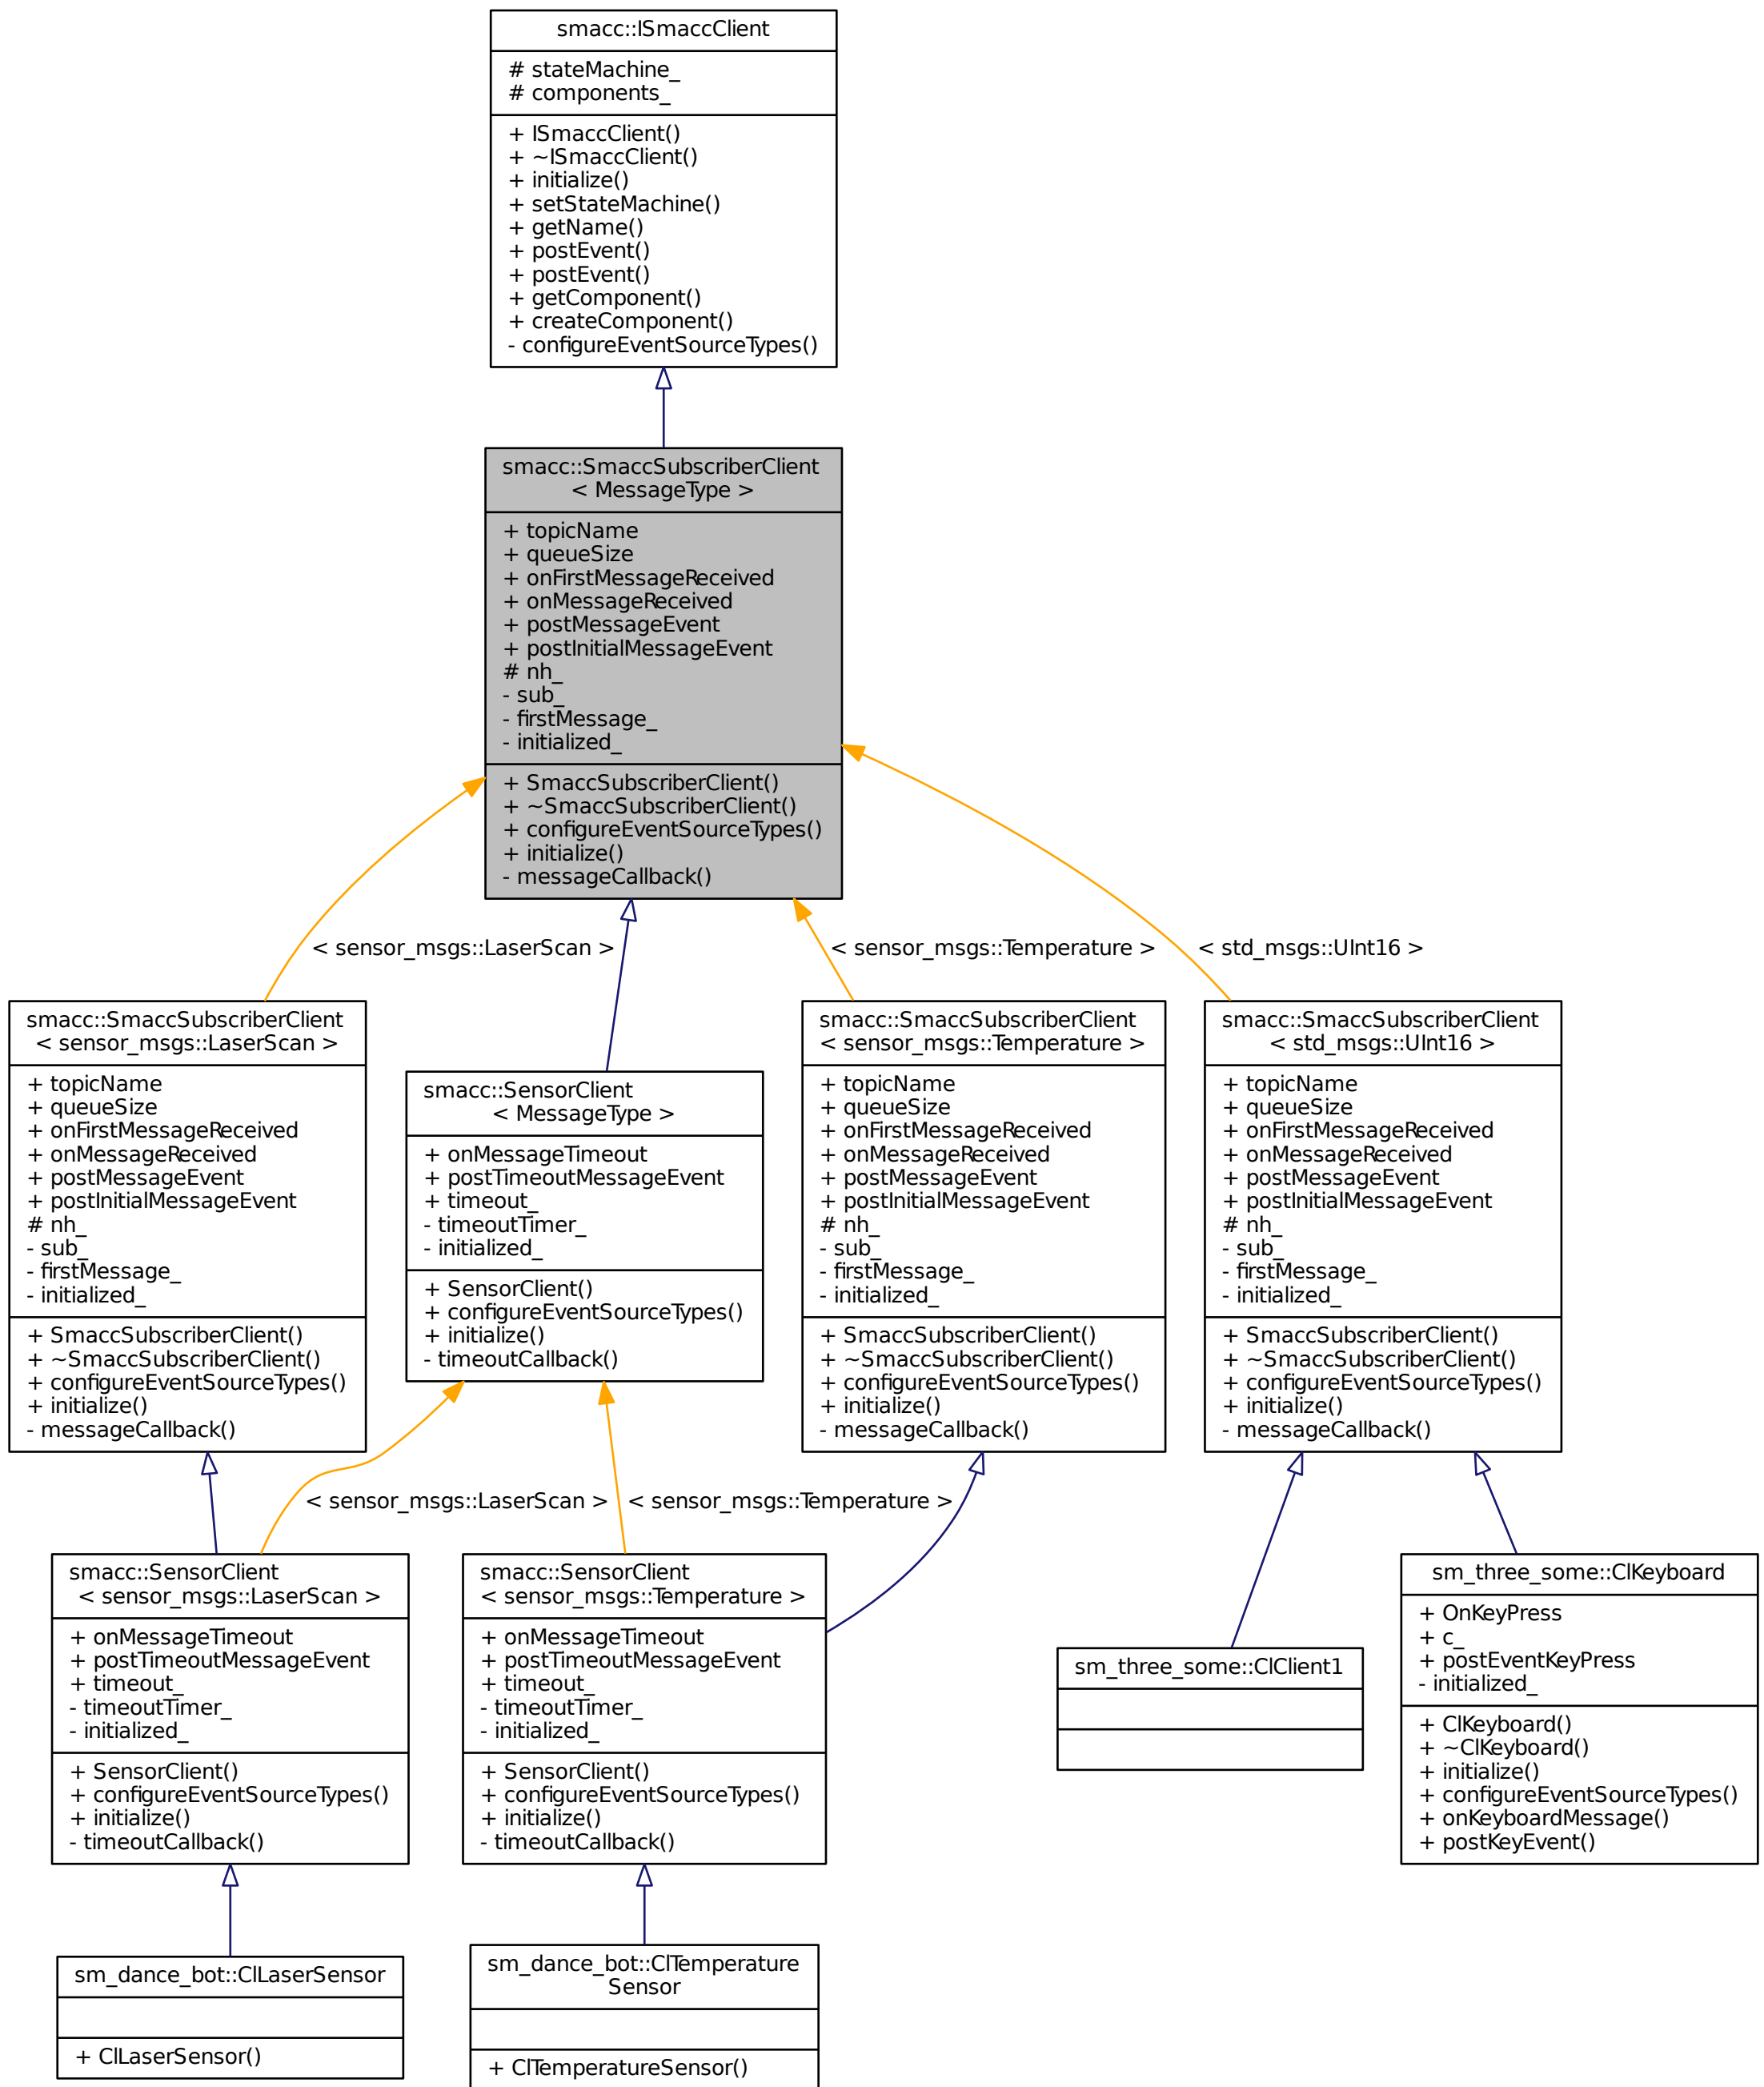 smacc::ISmaccClient
# stateMachine_
# components_
+ ISmaccClient()
+ ~ISmaccClient()
+ initialize()
+ setStateMachine()
+ getName()
+ postEvent()
+ postEvent()
+ getComponent()
+ createComponent()
- configureEventSourceTypes()
smacc::SmaccSubscriberClient
< MessageType >
+ topicName
+ queueSize
+ onFirstMessageReceived
+ onMessageReceived
+ postMessageEvent
+ postInitialMessageEvent
# nh_
- sub_
- firstMessage_
- initialized_
+ SmaccSubscriberClient()
+ ~SmaccSubscriberClient()
+ configureEventSourceTypes()
+ initialize()
- messageCallback()
< sensor_msgs::LaserScan >
< sensor_msgs::Temperature >
< std_msgs::UInt16 >
smacc::SmaccSubscriberClient
< sensor_msgs::LaserScan >
+ topicName
+ queueSize
+ onFirstMessageReceived
+ onMessageReceived
+ postMessageEvent
+ postInitialMessageEvent
# nh_
- sub_
- firstMessage_
- initialized_
+ SmaccSubscriberClient()
+ ~SmaccSubscriberClient()
+ configureEventSourceTypes()
+ initialize()
- messageCallback()
smacc::SensorClient
< MessageType >
+ onMessageTimeout
+ postTimeoutMessageEvent
+ timeout_
- timeoutTimer_
- initialized_
+ SensorClient()
+ configureEventSourceTypes()
+ initialize()
- timeoutCallback()
smacc::SmaccSubscriberClient
< sensor_msgs::Temperature >
+ topicName
+ queueSize
+ onFirstMessageReceived
+ onMessageReceived
+ postMessageEvent
+ postInitialMessageEvent
# nh_
- sub_
- firstMessage_
- initialized_
+ SmaccSubscriberClient()
+ ~SmaccSubscriberClient()
+ configureEventSourceTypes()
+ initialize()
- messageCallback()
smacc::SmaccSubscriberClient
< std_msgs::UInt16 >
+ topicName
+ queueSize
+ onFirstMessageReceived
+ onMessageReceived
+ postMessageEvent
+ postInitialMessageEvent
# nh_
- sub_
- firstMessage_
- initialized_
+ SmaccSubscriberClient()
+ ~SmaccSubscriberClient()
+ configureEventSourceTypes()
+ initialize()
- messageCallback()
< sensor_msgs::LaserScan >
< sensor_msgs::Temperature >
smacc::SensorClient
< sensor_msgs::LaserScan >
+ onMessageTimeout
+ postTimeoutMessageEvent
+ timeout_
- timeoutTimer_
- initialized_
+ SensorClient()
+ configureEventSourceTypes()
+ initialize()
- timeoutCallback()
smacc::SensorClient
< sensor_msgs::Temperature >
+ onMessageTimeout
+ postTimeoutMessageEvent
+ timeout_
- timeoutTimer_
- initialized_
+ SensorClient()
+ configureEventSourceTypes()
+ initialize()
- timeoutCallback()
sm_three_some::ClClient1
sm_three_some::ClKeyboard
+ OnKeyPress
+ c_
+ postEventKeyPress
- initialized_
+ ClKeyboard()
+ ~ClKeyboard()
+ initialize()
+ configureEventSourceTypes()
+ onKeyboardMessage()
+ postKeyEvent()
sm_dance_bot::ClLaserSensor
+ ClLaserSensor()
sm_dance_bot::ClTemperature
Sensor
+ ClTemperatureSensor()